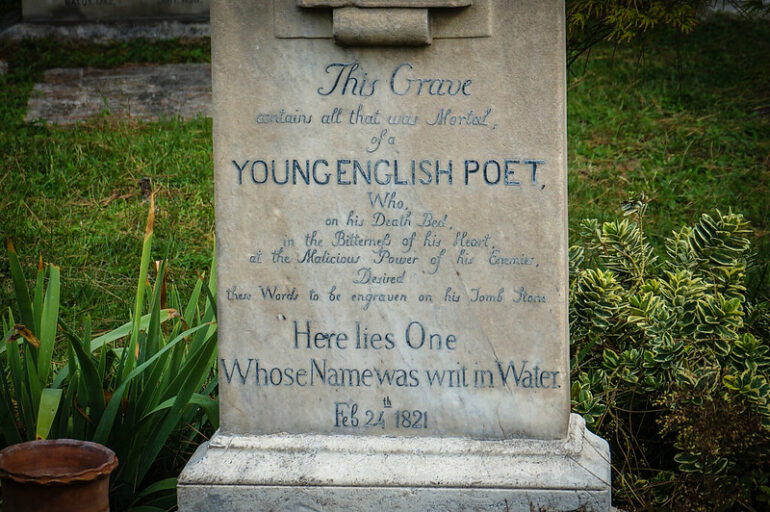 This Grave
contains all that was Mortal,
of a
YOUNG ENGLISH POET,
Who,
on his Death Bed,
in the Bitterness of his Heart,
at the Malicious Power of his Enemies,
Desired
these Words to be engraven on his Tomb Stone
"Here lies One
Whose Name was writ in Water.
Feb 24th 1821